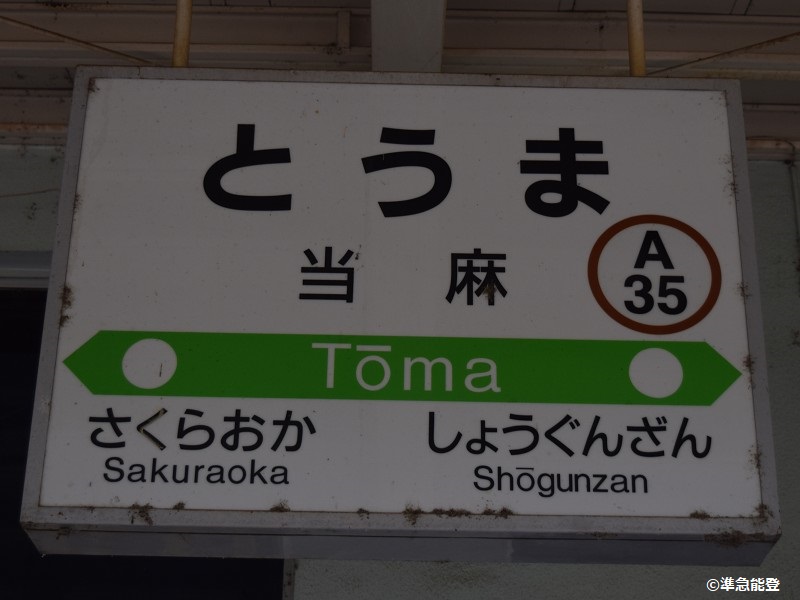 とうま
当麻
A
35
Tōma
さくらおか しょうぐんざん
Sakuraoka Shōgunzan
©準急能登